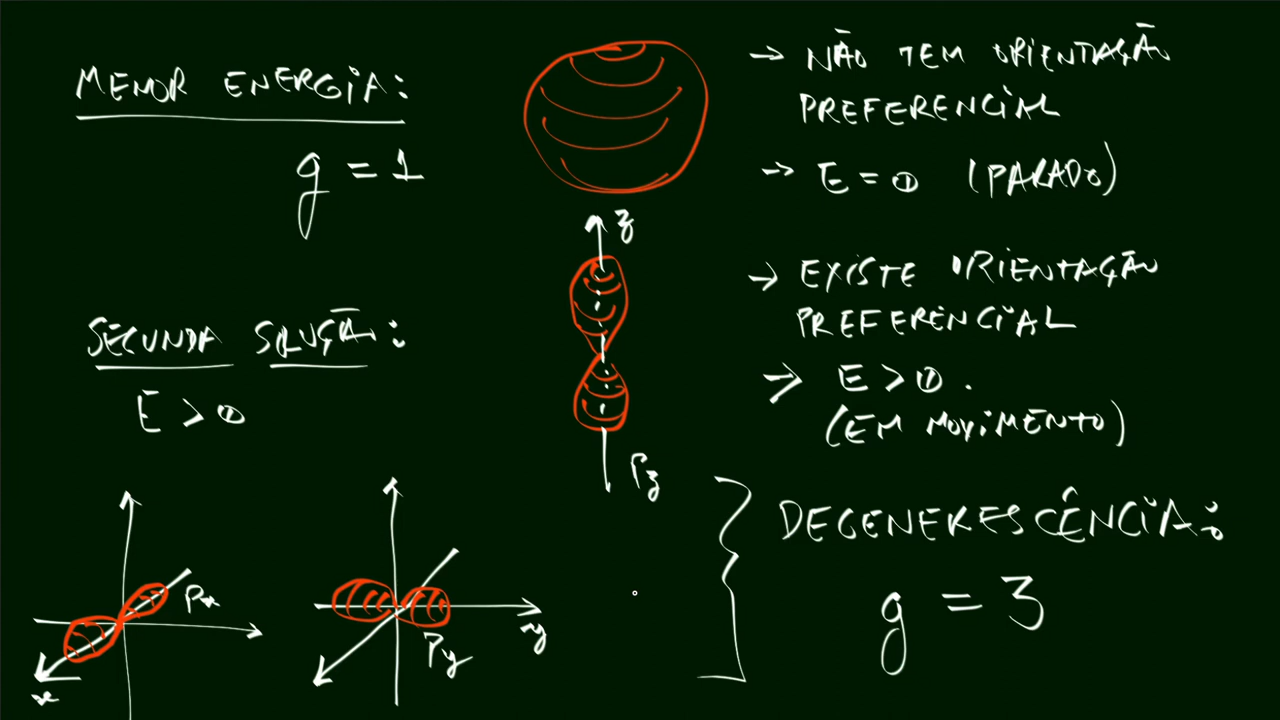 MENOR ENERGIA:
g = 1
→ NÃO TEM ORIENTAÇÃO
PREFERENCIAL
→ E = 0 (PARADO)
z
→ EXISTE ORIENTAÇÃO
PREFERENCIAL
→ E > 0.
(EM MOVIMENTO)
Pz
SEGUNDA SOLUÇÃO:
E > 0
Px
x
Py
y
DEGENERESCÊNCIA:
g = 3